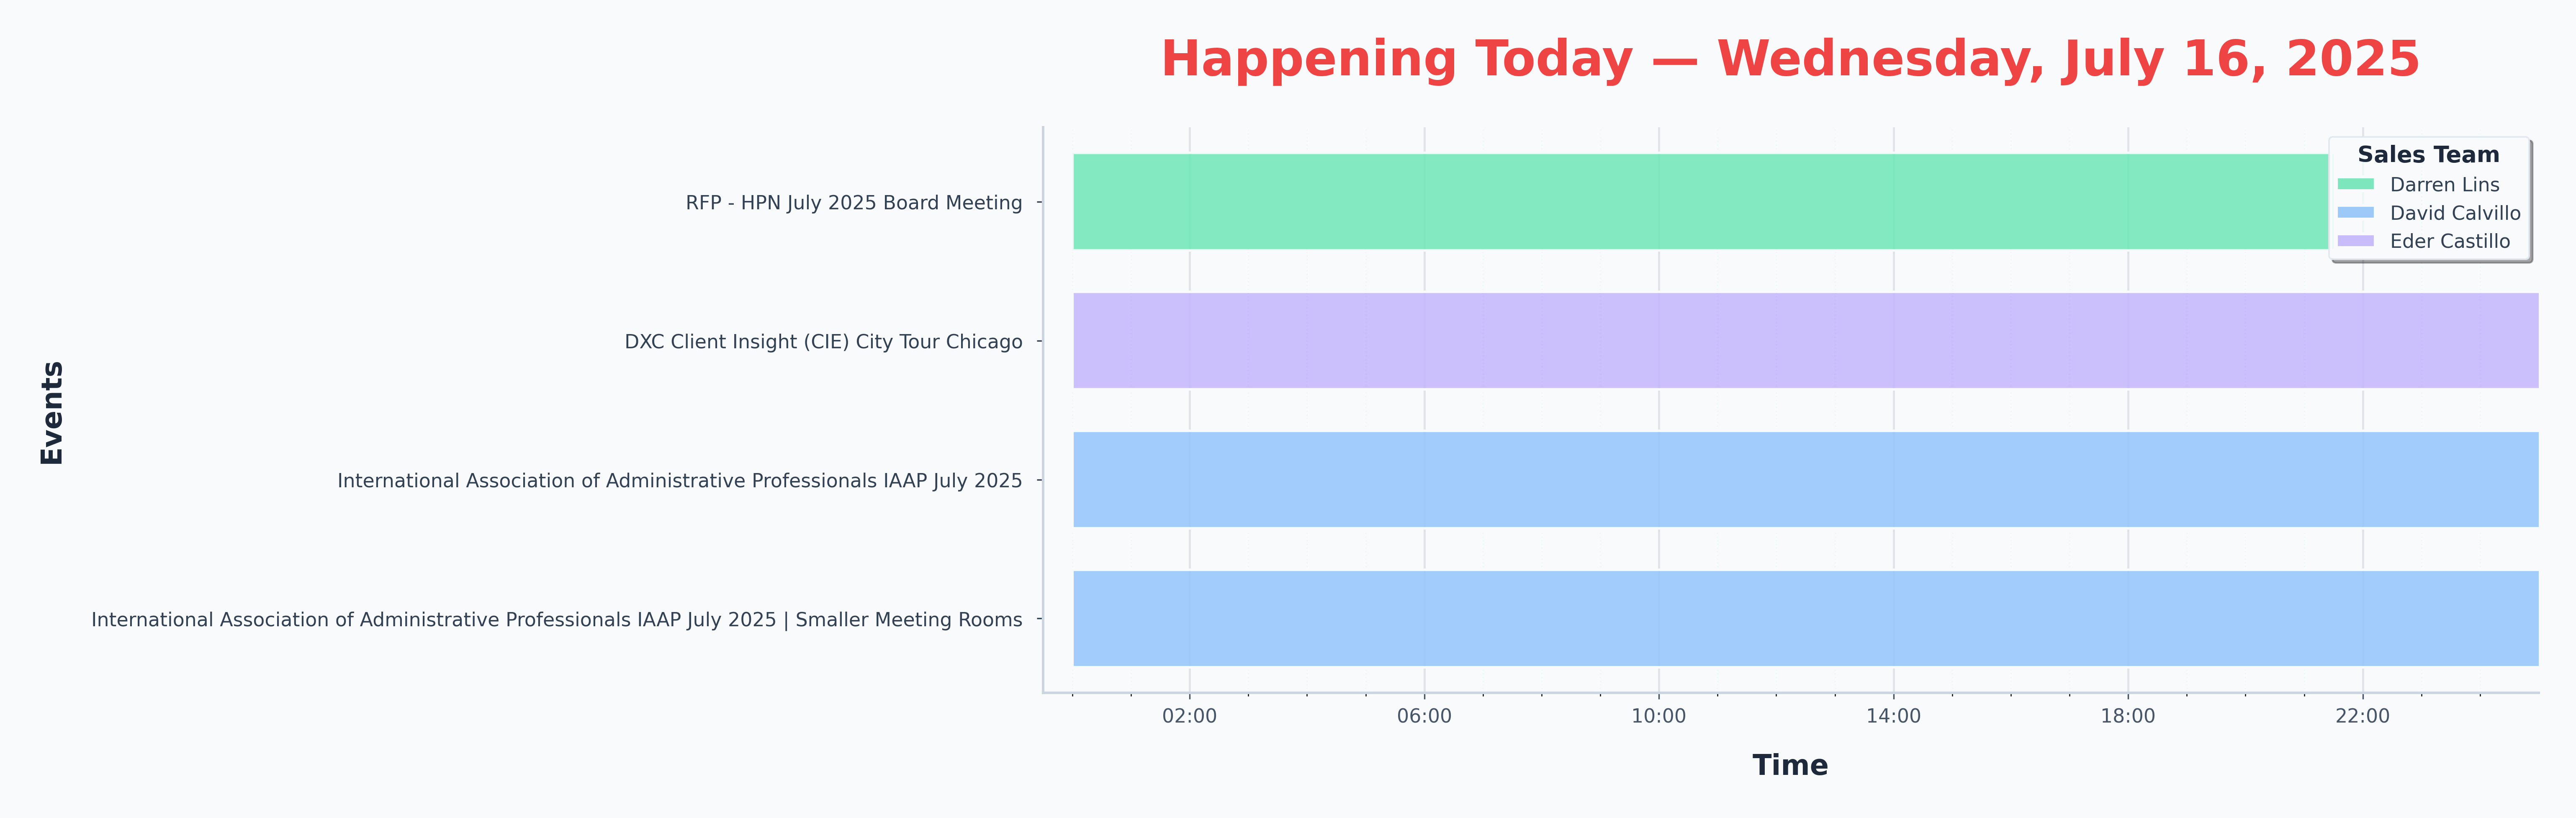 Happening Today — Wednesday, July 16, 2025
Sales Team
Darren Lins
David Calvillo
Eder Castillo
Events
RFP - HPN July 2025 Board Meeting
DXC Client Insight (CIE) City Tour Chicago
International Association of Administrative Professionals IAAP July 2025
International Association of Administrative Professionals IAAP July 2025 | Smaller Meeting Rooms
02:00 06:00 10:00 14:00 18:00 22:00
Time